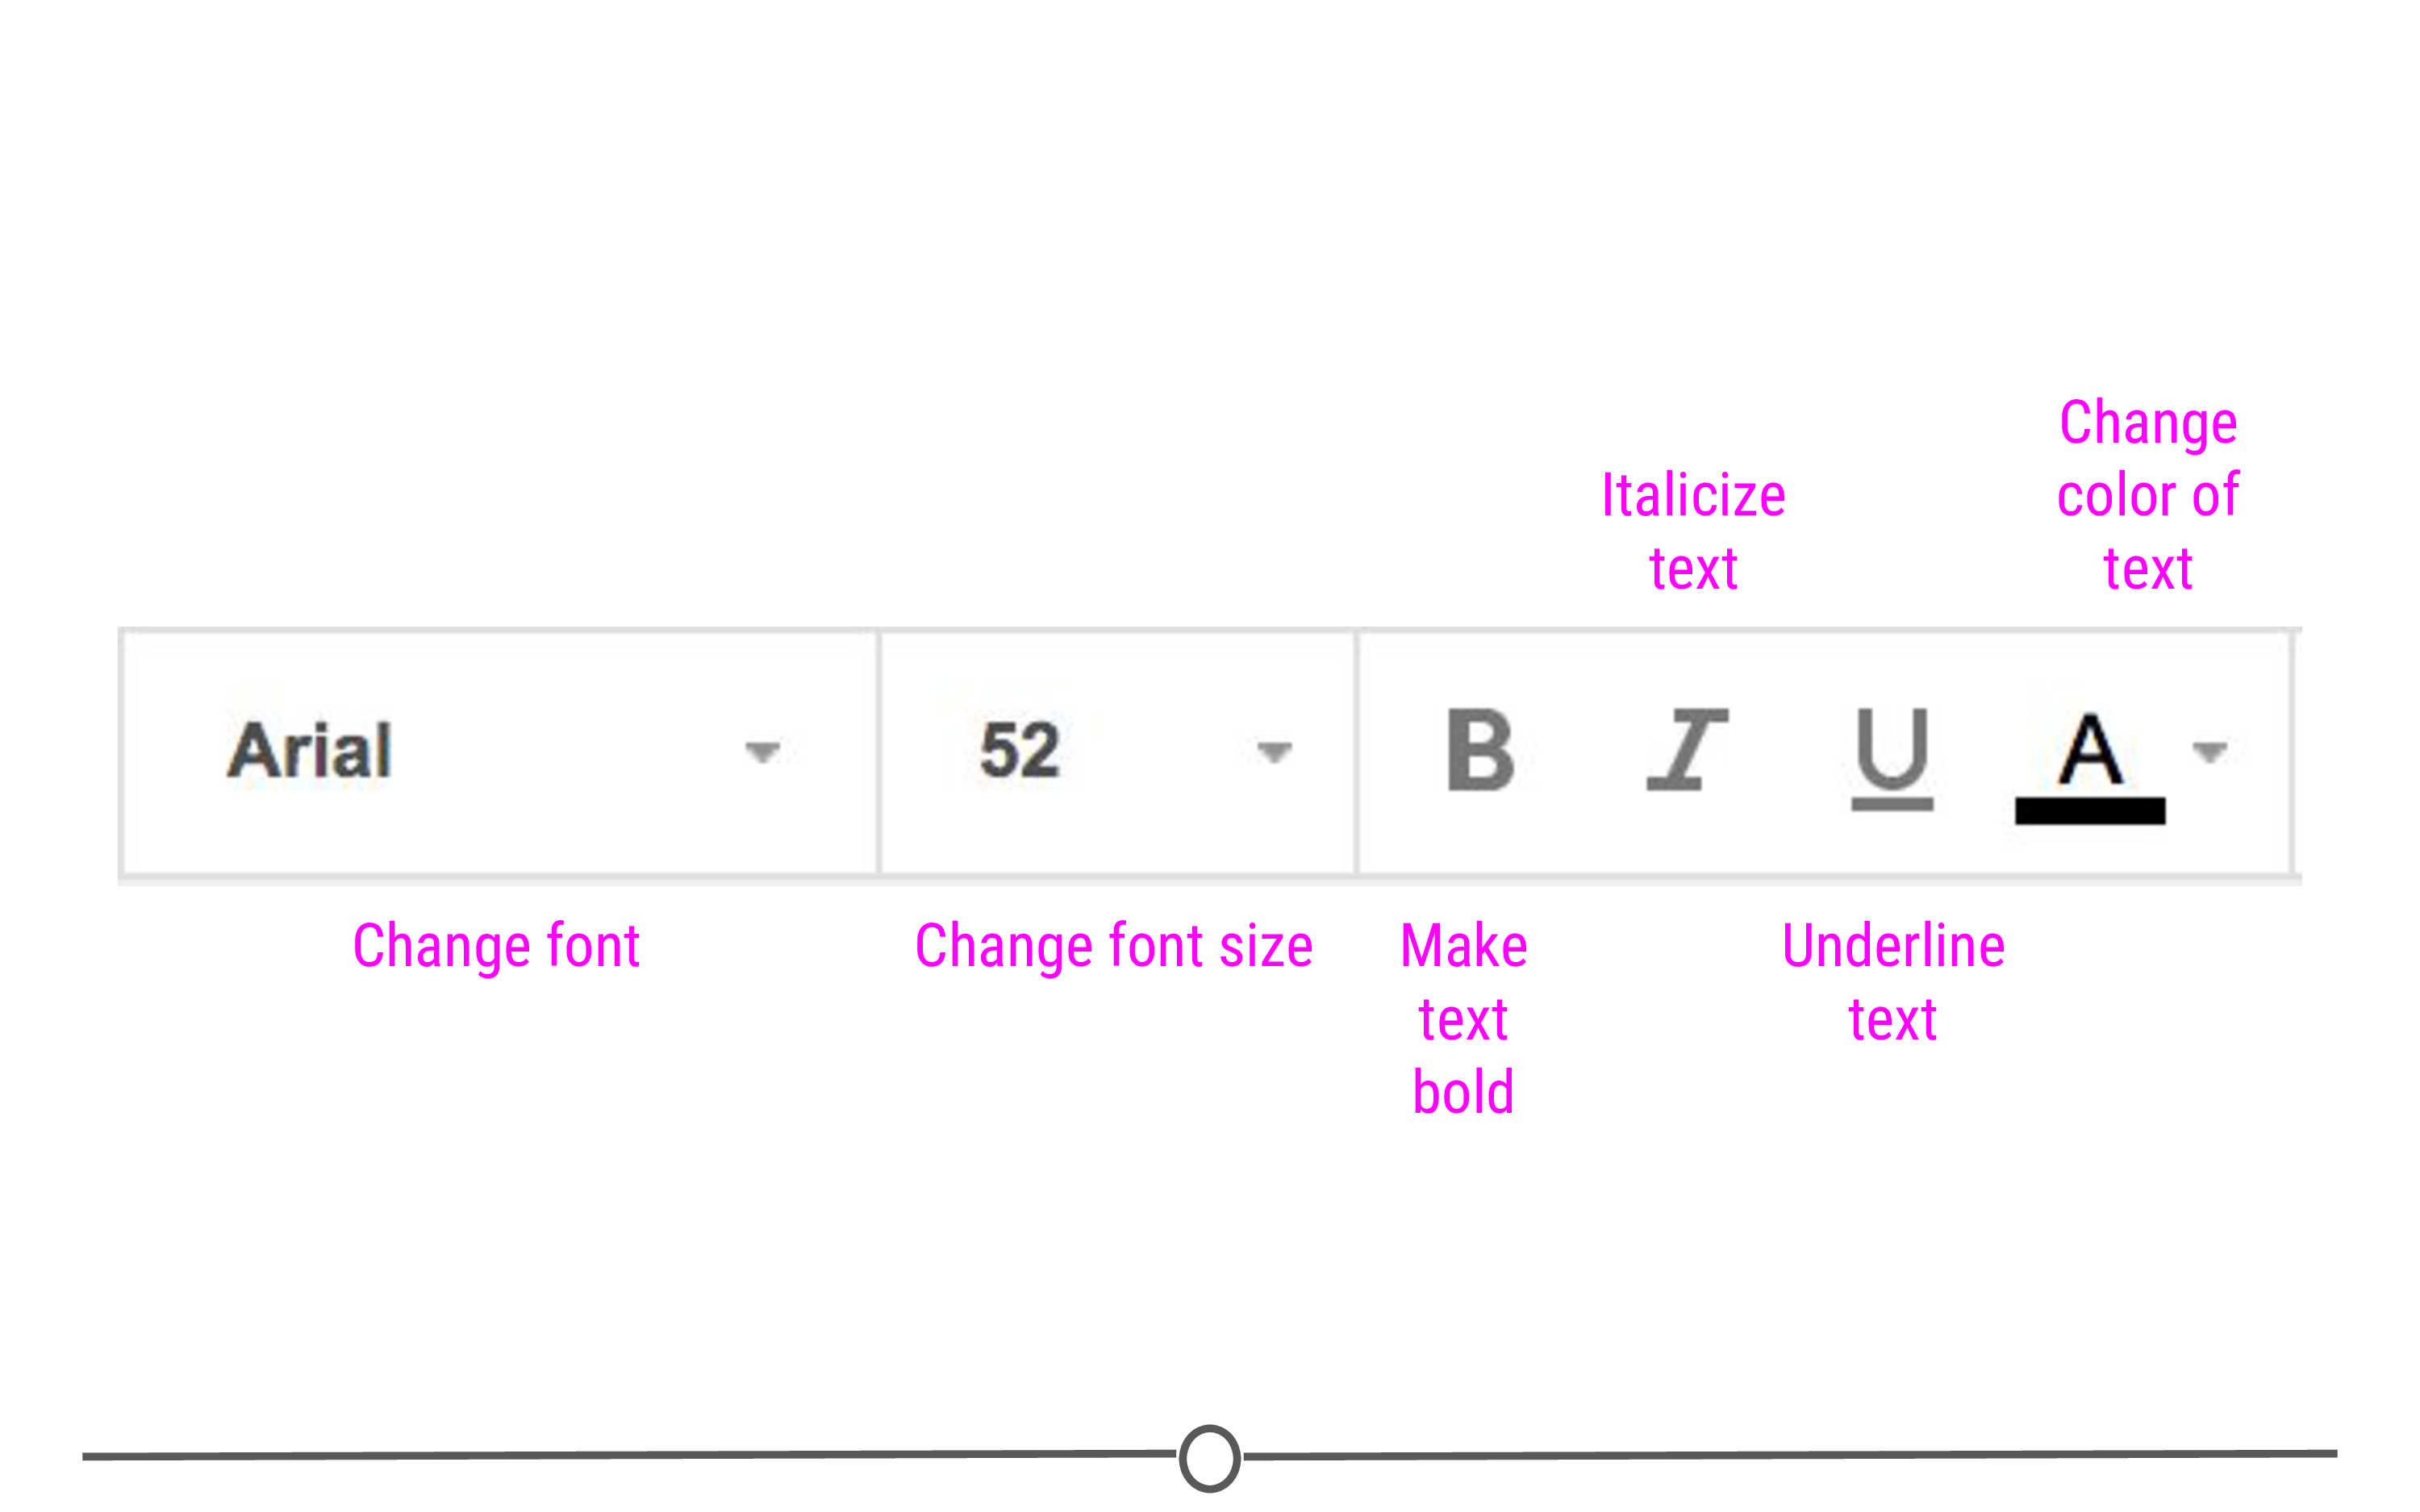 Change
Italicize color of
text text
Arial 52 B I U A
Change font Change font size Make Underline
text text
bold